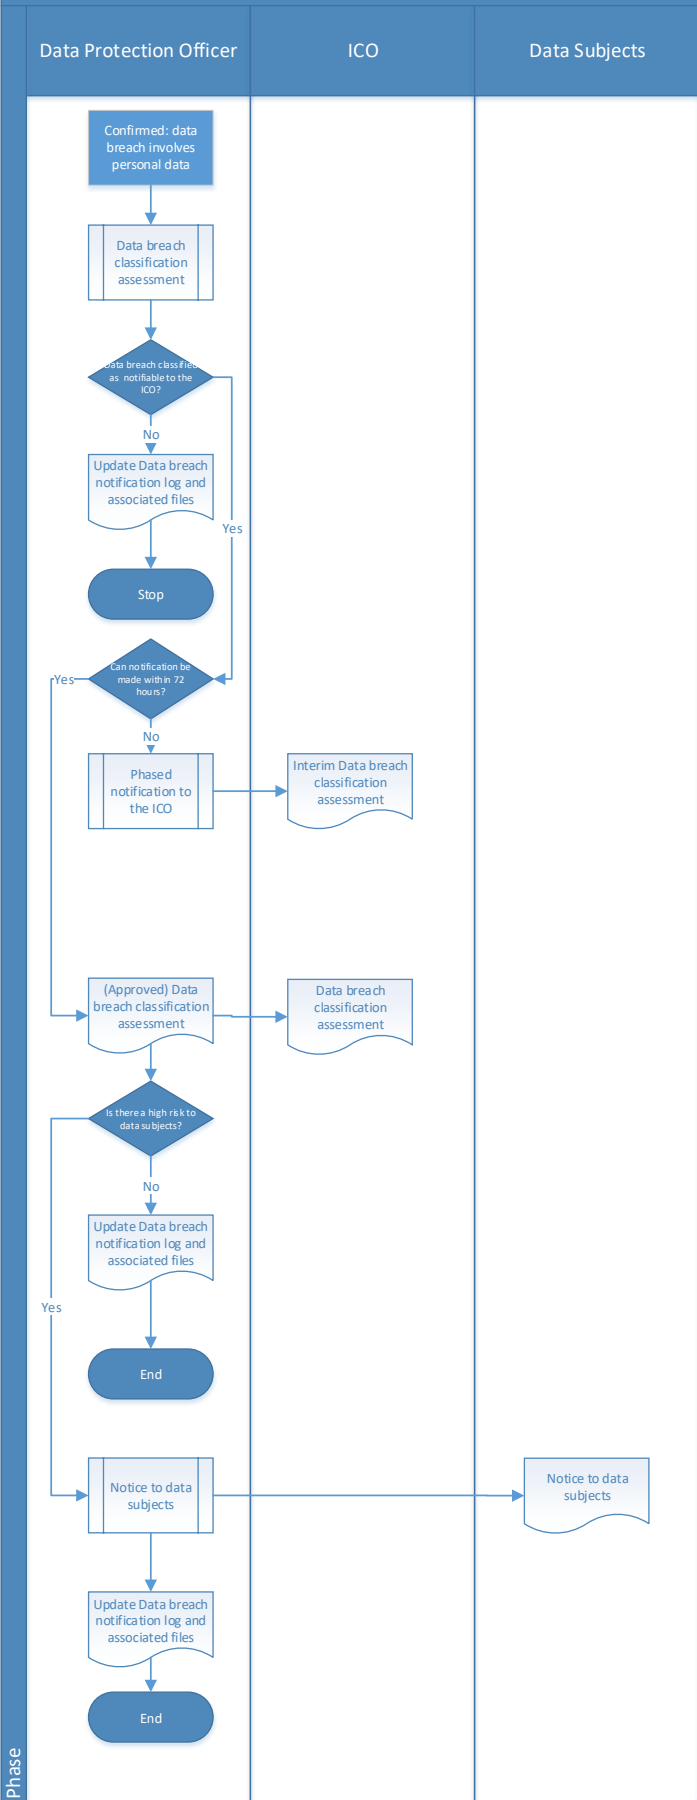 Data Protection Officer
ICO
Data Subjects
Confirmed: data
breach involves
personal data
Data breach
classification
assessment
Data breach classified
as notifiable to the
ICO?
No
Update Data breach
notification log and
associated files
Yes
Stop
Can notification be
made within 72
hours?
Yes
No
Phased
notification to
the ICO
Interim Data breach
classification
assessment
(Approved) Data
breach classification
assessment
Data breach
classification
assessment
Is there a high risk to
data subjects?
No
Update Data breach
notification log and
associated files
Yes
End
Notice to data
subjects
Notice to data
subjects
Update Data breach
notification log and
associated files
End
Phase